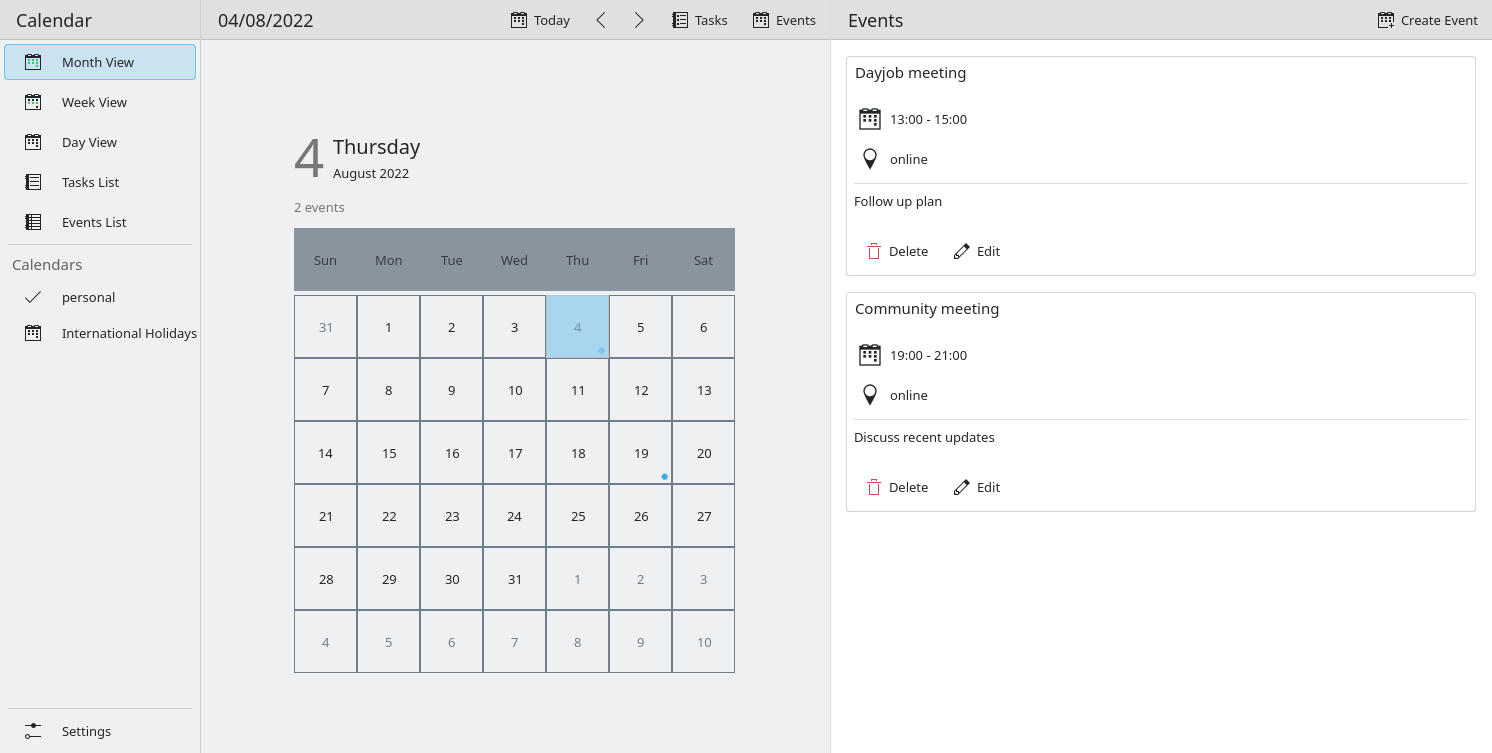 Calendar
Month View
Week View
Day View
Tasks List
Events List
Calendars
personal
International Holidays
Settings
04/08/2022
Today
Tasks
Events
4
Thursday
August 2022
2 events
Sun Mon Tue Wed Thu Fri Sat
31 1 2 3 4 5 6
7 8 9 10 11 12 13
14 15 16 17 18 19 20
21 22 23 24 25 26 27
28 29 30 31 1 2 3
4 5 6 7 8 9 10
Events
Create Event
Dayjob meeting
13:00 - 15:00
online
Follow up plan
Delete Edit
Community meeting
19:00 - 21:00
online
Discuss recent updates
Delete Edit